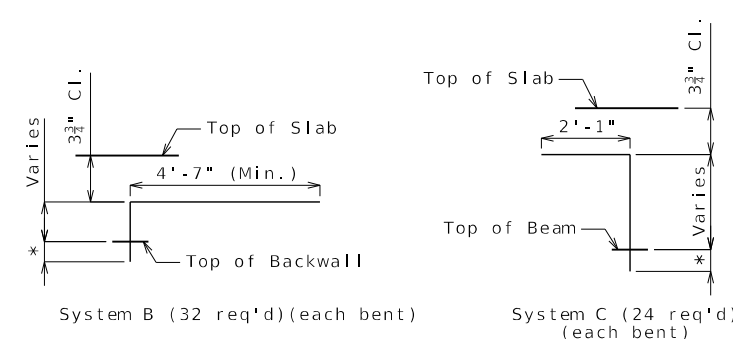 3¾" Cl.
Top of Slab
Varies
4'-7" (Min.)
*
Top of Backwall
System B (32 req'd)(each bent)
3¾" Cl.
Top of Slab
2'-1"
Varies
Top of Beam
*
System C (24 req'd)
(each bent)